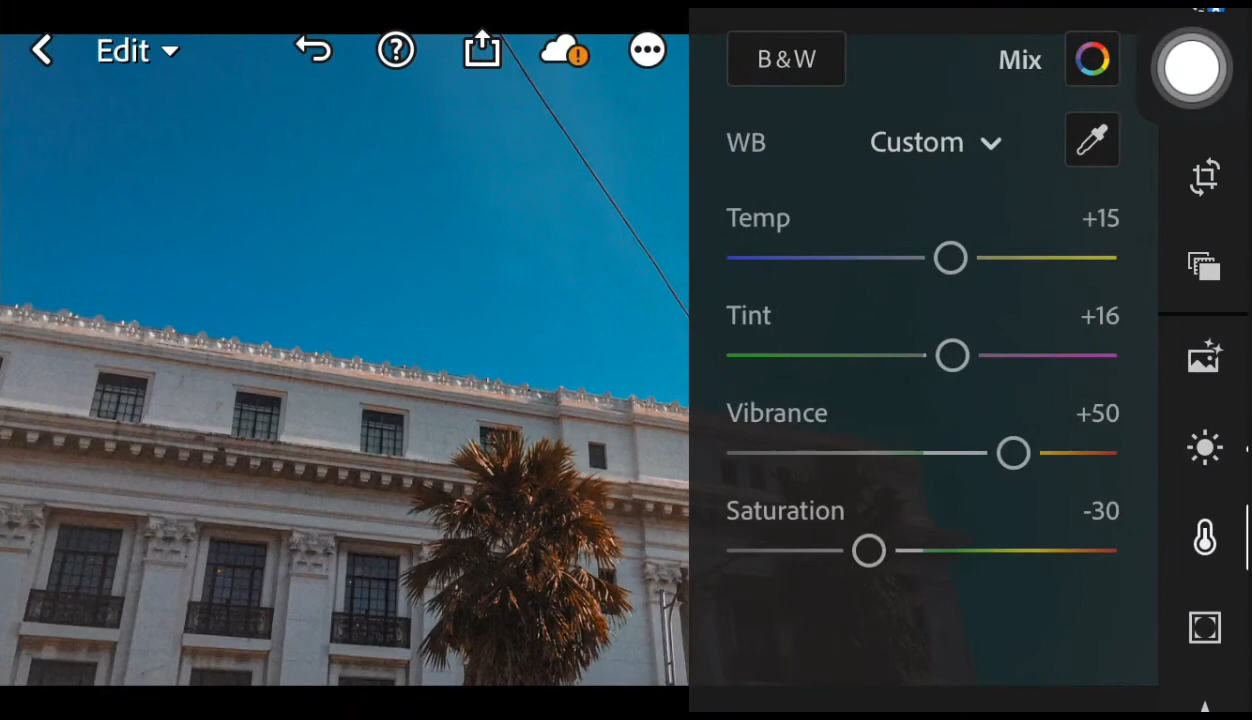 Edit
B&W
Mix
WB Custom
Temp +15
Tint +16
Vibrance +50
Saturation -30